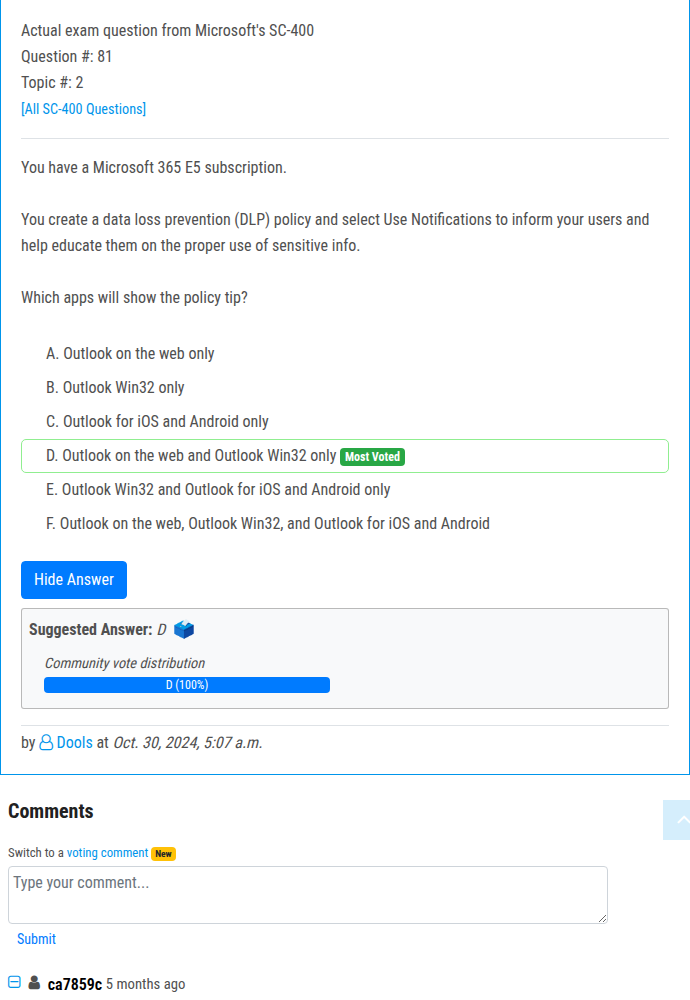 Actual exam question from Microsoft's SC-400
Question #: 81
Topic #: 2
[All SC-400 Questions]
You have a Microsoft 365 E5 subscription.
You create a data loss prevention (DLP) policy and select Use Notifications to inform your users and
help educate them on the proper use of sensitive info.
Which apps will show the policy tip?
A. Outlook on the web only
B. Outlook Win32 only
C. Outlook for iOS and Android only
D. Outlook on the web and Outlook Win32 only Most Voted
E. Outlook Win32 and Outlook for iOS and Android only
F. Outlook on the web, Outlook Win32, and Outlook for iOS and Android
Hide Answer
Suggested Answer: D
Community vote distribution
D (100%)
by Dools at Oct. 30, 2024, 5:07 a.m.
Comments
Switch to a voting comment New
Type your comment...
Submit
ca7859c 5 months ago